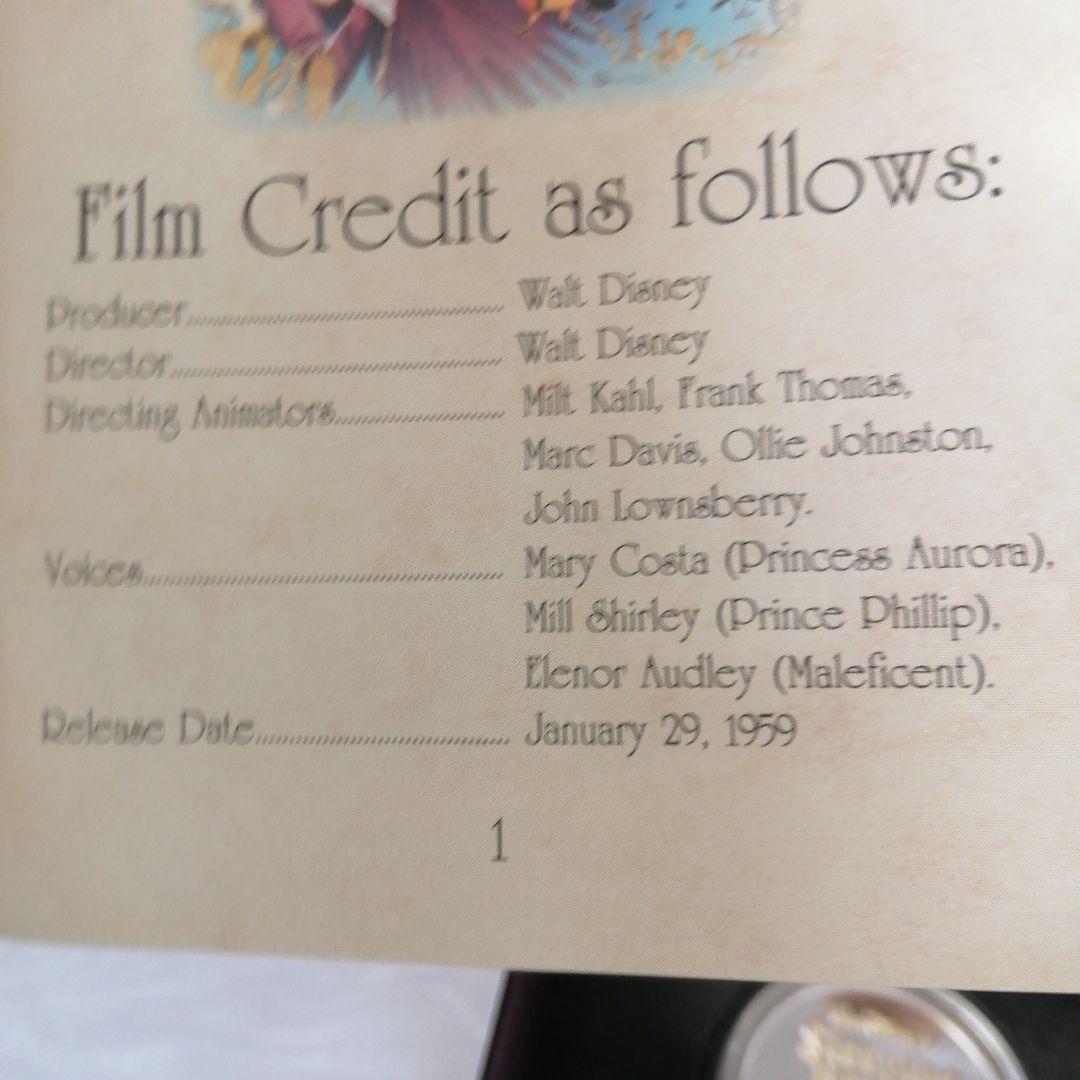 Film Credit as follows:
Producer........................................ Walt Disney
Director........................................ Walt Disney
Directing Animators..................... Milt Kahl, Frank Thomas,
Marc Davis, Ollie Johnston,
John Lownsberry.
Voices............................................. Mary Costa (Princess Aurora),
Mill Shirley (Prince Phillip),
Elenor Audley (Maleficent).
Release Date................................ January 29, 1959
1